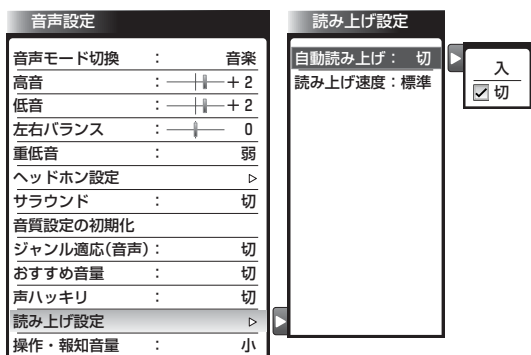 音声設定
音声モード切換 : 音楽
高音 : +2
低音 : +2
左右バランス : 0
重低音 : 弱
ヘッドホン設定
サラウンド : 切
音質設定の初期化
ジャンル適応(音声) : 切
おすすめ音量 : 切
声ハッキリ : 切
読み上げ設定
操作・報知音量 : 小
読み上げ設定
自動読み上げ : 切
読み上げ速度 : 標準
入
切